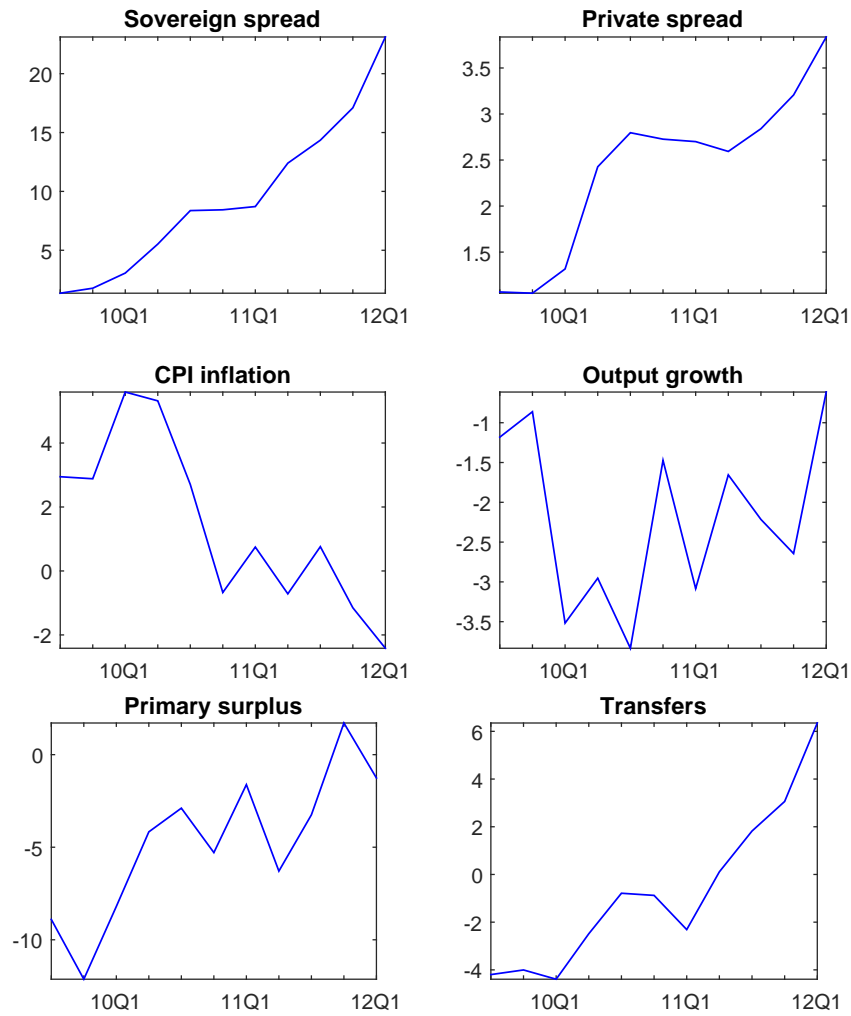 Sovereign spread
20
15
10
5
10Q1 11Q1 12Q1
Private spread
3.5
3
2.5
2
1.5
10Q1 11Q1 12Q1
CPI inflation
4
2
0
-2
10Q1 11Q1 12Q1
Output growth
-1
-1.5
-2
-2.5
-3
-3.5
10Q1 11Q1 12Q1
Primary surplus
0
-5
-10
10Q1 11Q1 12Q1
Transfers
6
4
2
0
-2
-4
10Q1 11Q1 12Q1